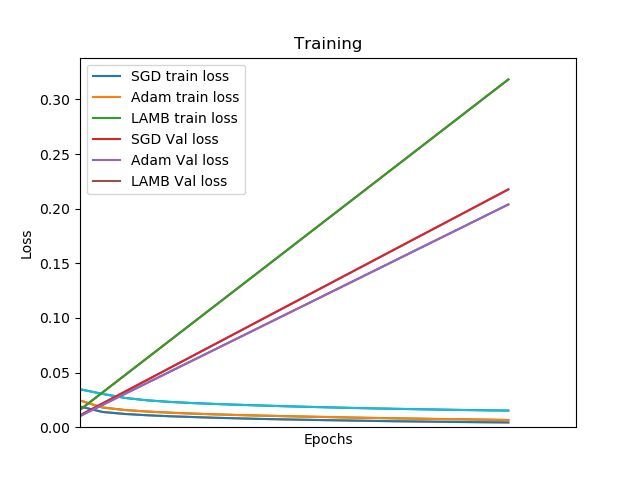 Training
SGD train loss
Adam train loss
LAMB train loss
SGD Val loss
Adam Val loss
LAMB Val loss
0.30
0.25
0.20
0.15
0.10
0.05
0.00
Loss
Epochs